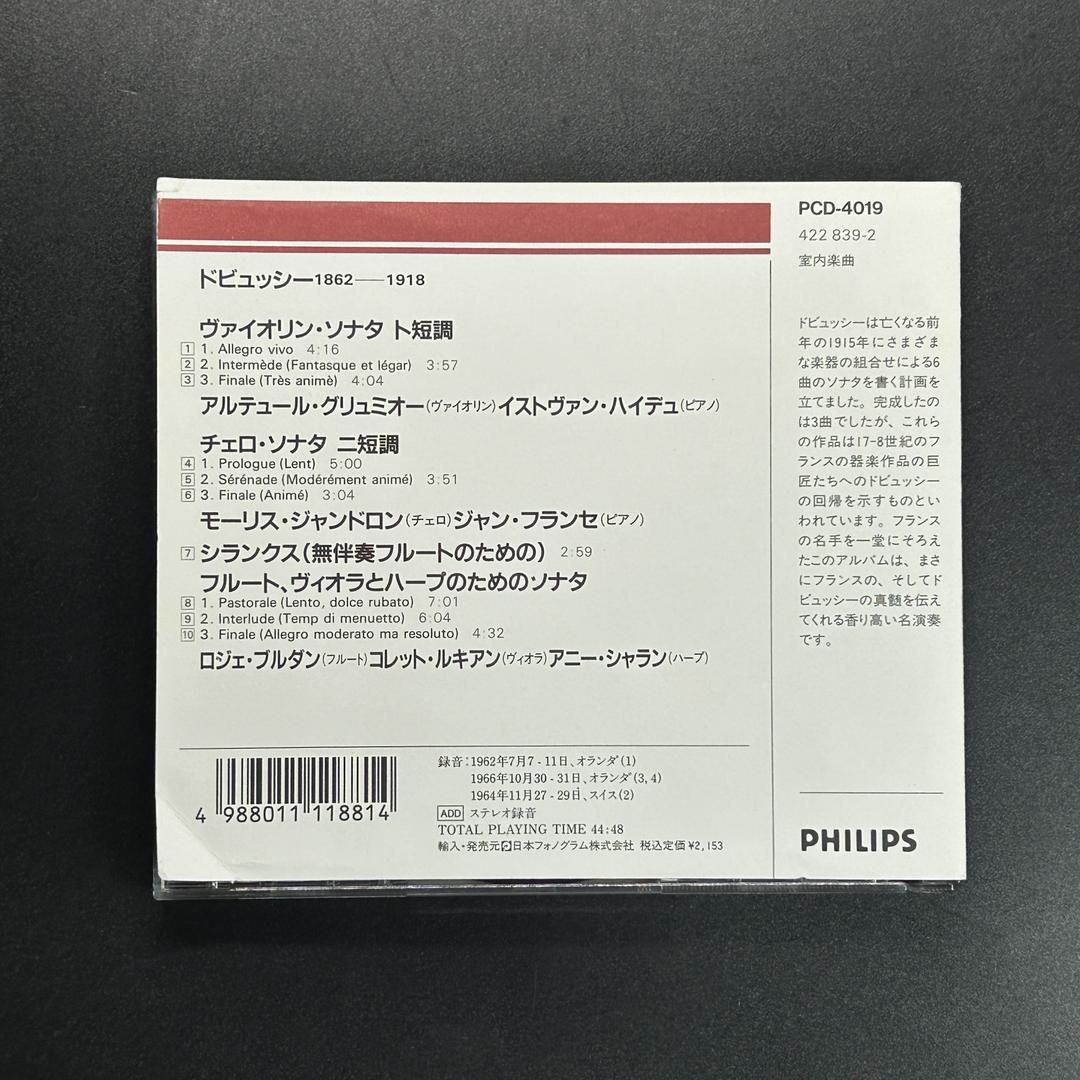 PCD-4019
422 839-2
室内楽曲
ドビュッシー1862——1918
ヴァイオリン・ソナタ ト短調
1 1. Allegro vivo 4:16
2 2. Intermède (Fantasque et légar) 3:57
3 3. Finale (Très animè) 4:04
アルテュール・グリュミオー(ヴァイオリン)イストヴァン・ハイデュ(ピアノ)
チェロ・ソナタ ニ短調
4 1. Prologue (Lent) 5:00
5 2. Sérénade (Modérément animé) 3:51
6 3. Finale (Animé) 3:04
モーリス・ジャンドロン(チェロ)ジャン・フランセ(ピアノ)
7 シランクス(無伴奏フルートのための) 2:59
フルート、ヴィオラとハープのためのソナタ
8 1. Pastorale (Lento, dolce rubato) 7:01
9 2. Interlude (Temp di menuetto) 6:04
10 3. Finale (Allegro moderato ma resoluto) 4:32
ロジェ・ブルダン(フルート)コレット・ルキアン(ヴィオラ)アニー・シャラン(ハープ)
ドビュッシーは亡くなる前
年の1915年にさまざま
な楽器の組合せによる6
曲のソナタを書く計画を
立てました。完成したの
は3曲でしたが、これら
の作品は17-8世紀のフ
ランスの器楽作品の巨
匠たちへのドビュッシー
の回帰を示すものとい
われています。フランス
の名手を一堂にそろえ
たこのアルバムは、まさ
にフランスの、そしてド
ビュッシーの真髄を伝え
てくれる香り高い名演奏
です。
4 988011 118814
録音:1962年7月7-11日、オランダ(1)
1966年10月30-31日、オランダ(3, 4)
1964年11月27-29日、スイス(2)
ADD ステレオ録音
TOTAL PLAYING TIME 44:48
輸入・発売元 日本フォノグラム株式会社 税込定価¥2,153
PHILIPS